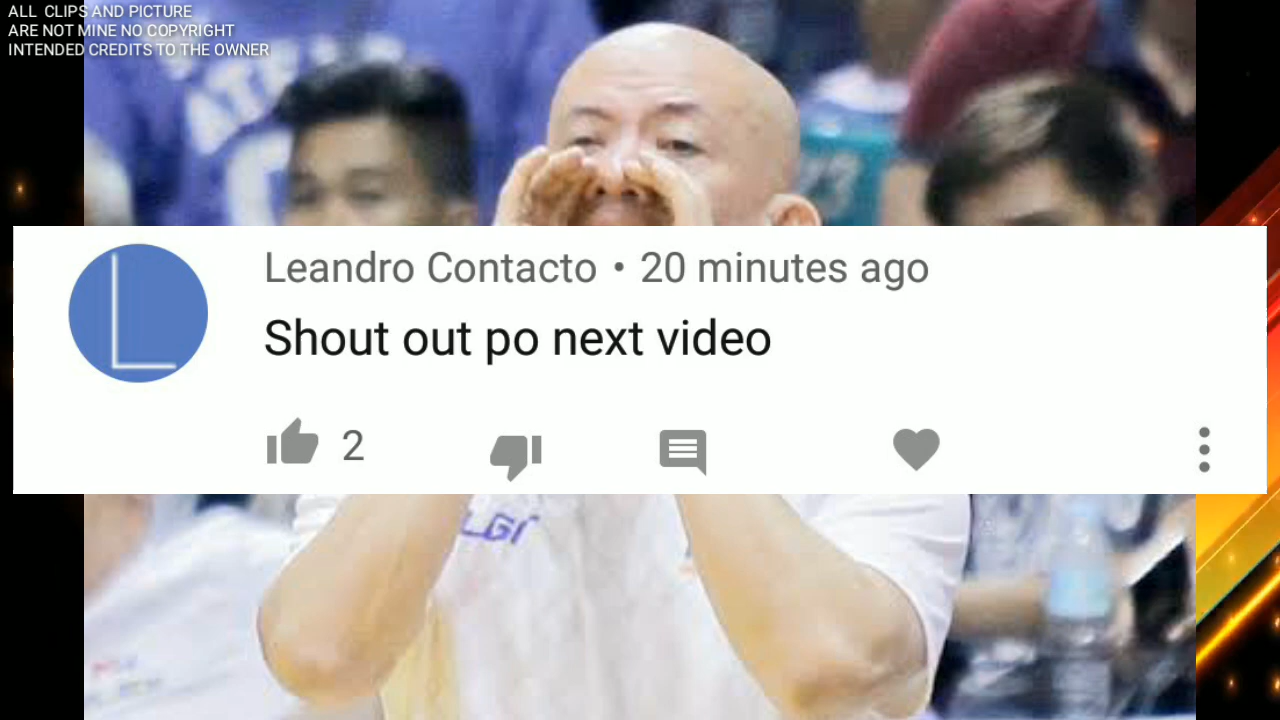 ALL CLIPS AND PICTURE
ARE NOT MINE NO COPYRIGHT
INTENDED CREDITS TO THE OWNER
L
Leandro Contacto • 20 minutes ago
Shout out po next video
2